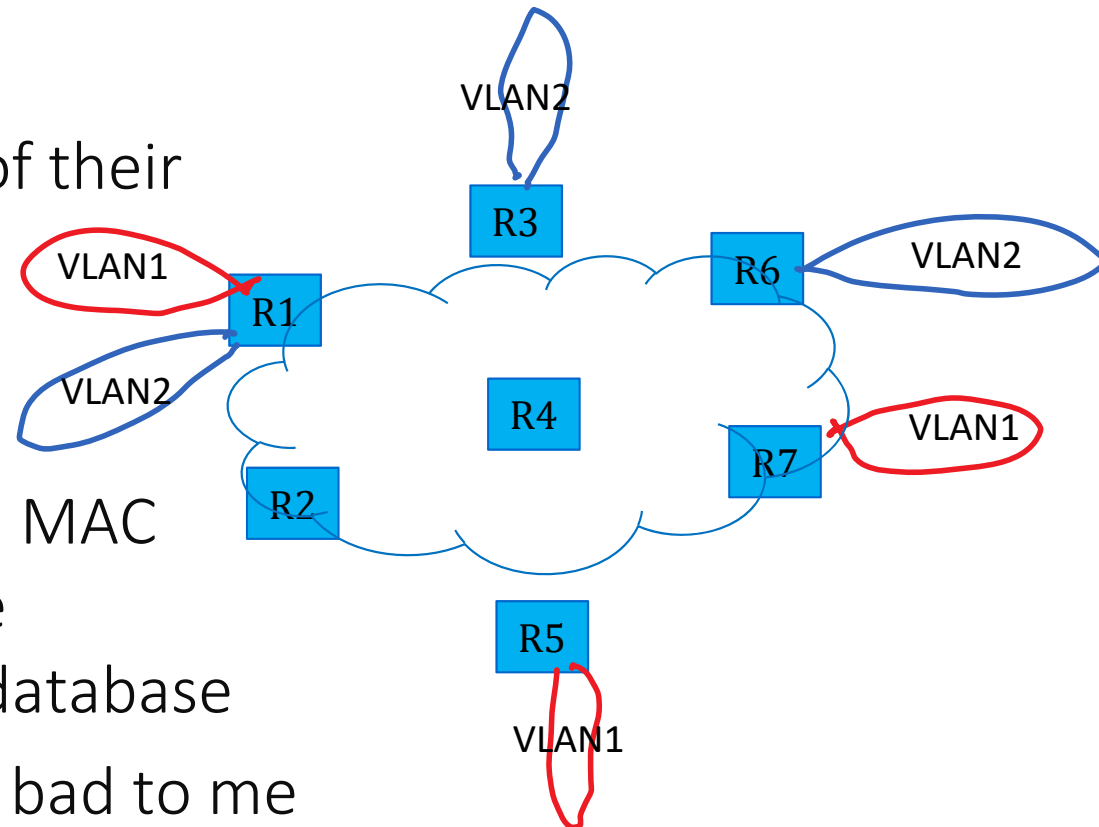 VLAN2
of their
R3
VLAN1
R6
VLAN2
R1
VLAN2
R4
VLAN1
R7
R2
MAC
e
R5
database
VLAN1
bad to me